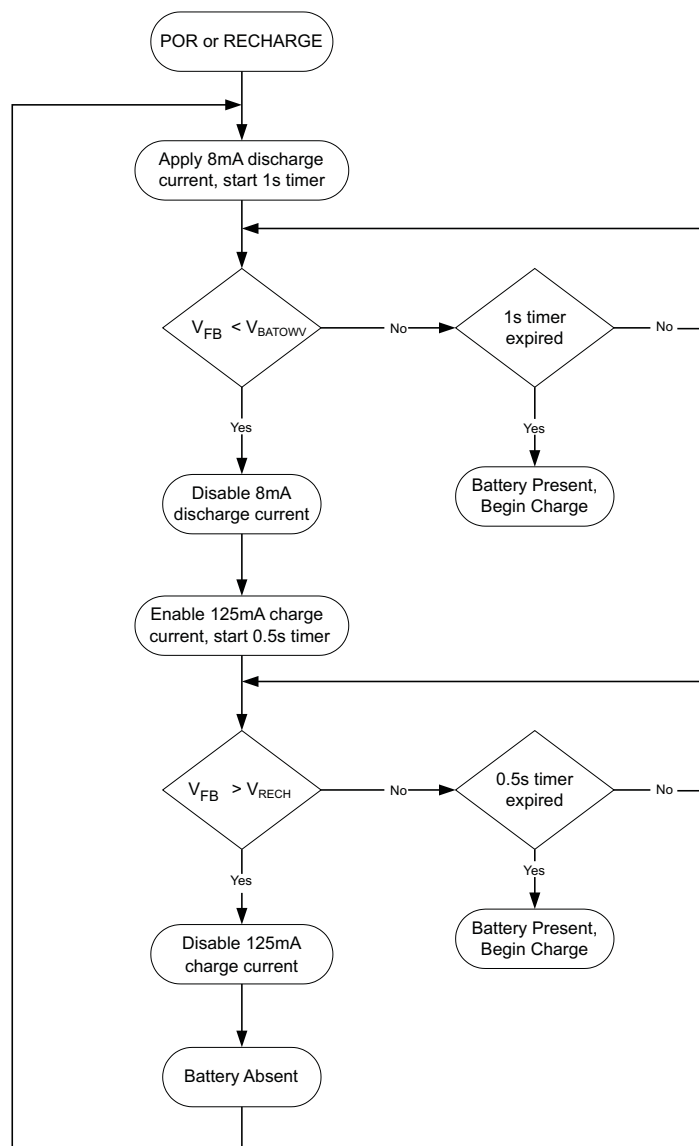 POR or RECHARGE
Apply 8mA discharge
current, start 1s timer
VFB < VBATOWV
No
1s timer
expired
No
Yes
Yes
Disable 8mA
discharge current
Battery Present,
Begin Charge
Enable 125mA charge
current, start 0.5s timer
VFB > VRECH
No
0.5s timer
expired
No
Yes
Yes
Disable 125mA
charge current
Battery Present,
Begin Charge
Battery Absent